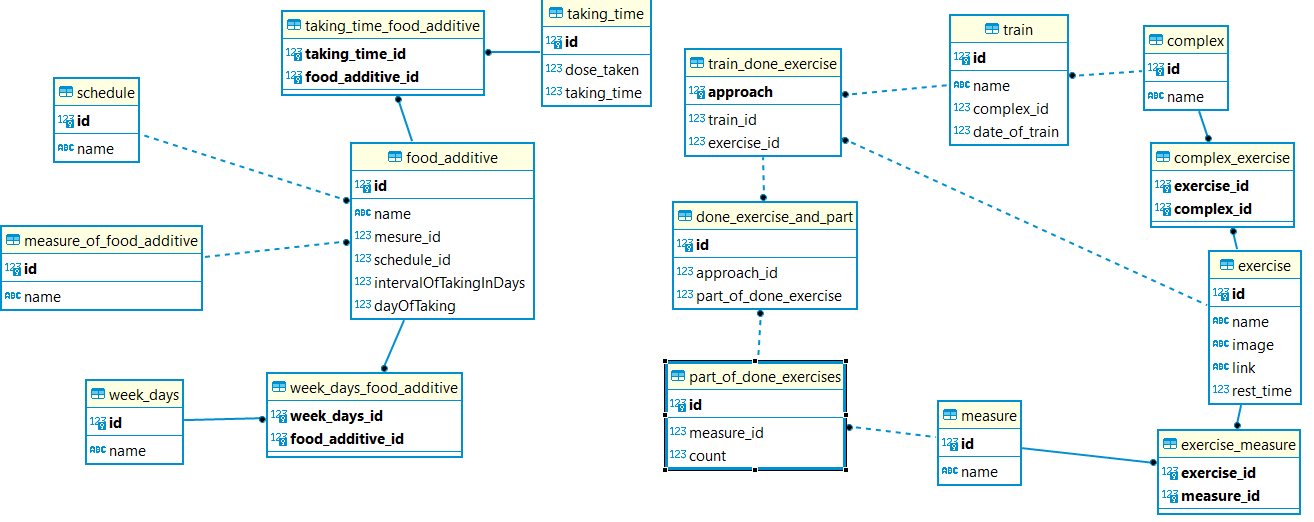 taking_time_food_additive
taking_time_id
food_additive_id
taking_time
id
dose_taken
taking_time
schedule
id
name
food_additive
id
name
mesure_id
schedule_id
intervalOfTakingInDays
dayOfTaking
measure_of_food_additive
id
name
week_days
id
name
week_days_food_additive
week_days_id
food_additive_id
train_done_exercise
approach
train_id
exercise_id
train
id
name
complex_id
date_of_train
complex
id
name
complex_exercise
exercise_id
complex_id
done_exercise_and_part
id
approach_id
part_of_done_exercise
exercise
id
name
image
link
rest_time
part_of_done_exercises
id
measure_id
count
measure
id
name
exercise_measure
exercise_id
measure_id